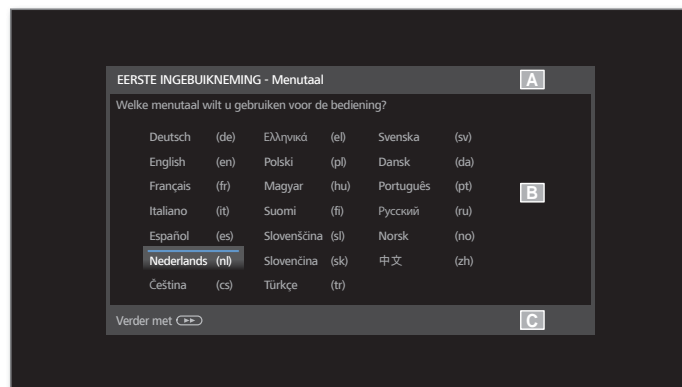 EERSTE INGEBUIKNEMING - Menutaal A
Welke menutaal wilt u gebruiken voor de bediening?
Deutsch (de) Ελληνικά (el) Svenska (sv)
English (en) Polski (pl) Dansk (da)
Français (fr) Magyar (hu) Português (pt)
B
Italiano (it) Suomi (fi) Русский (ru)
Español (es) Slovenščina (sl) Norsk (no)
Nederlands (nl) Slovenčina (sk) 中文 (zh)
Čeština (cs) Türkçe (tr)
Verder met C